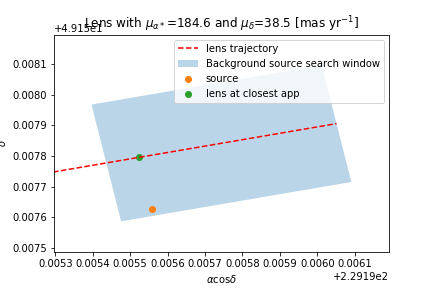 Lens with μα*=184.6 and μδ=38.5 [mas yr⁻¹]
+4.915e1
lens trajectory
Background source search window
source
lens at closest app
0.0081
0.0080
0.0079
0.0078
0.0077
0.0076
0.0075
δ
0.0053 0.0054 0.0055 0.0056 0.0057 0.0058 0.0059 0.0060 0.0061
+2.2919e2
αcosδ